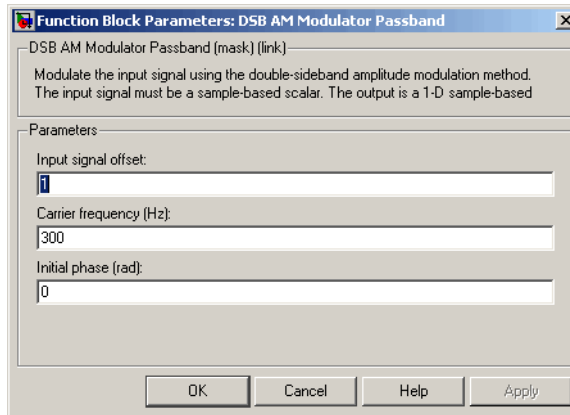 Function Block Parameters: DSB AM Modulator Passband
DSB AM Modulator Passband (mask) (link)
Modulate the input signal using the double-sideband amplitude modulation method.
The input signal must be a sample-based scalar. The output is a 1-D sample-based
Parameters
Input signal offset:
1
Carrier frequency (Hz):
300
Initial phase (rad):
0
OK Cancel Help Apply